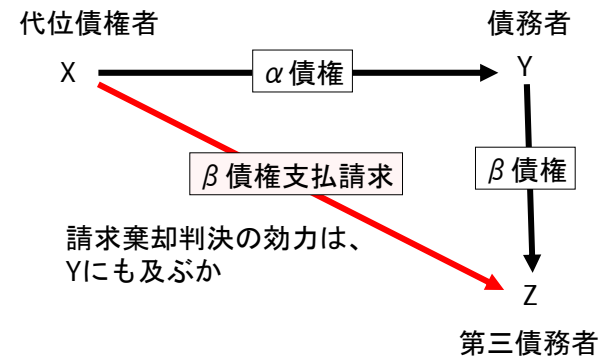 代位債権者
債務者
X
α債権
Y
β債権支払請求
β債権
請求棄却判決の効力は、
Yにも及ぶか
Z
第三債務者